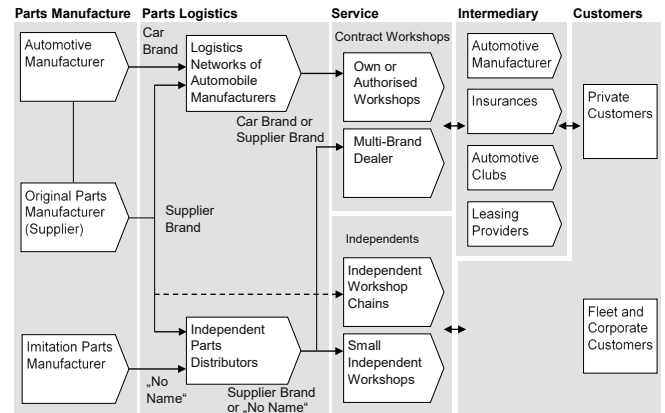 Parts Manufacture
Parts Logistics
Service
Intermediary
Customers
Automotive
Manufacturer
Original Parts
Manufacturer
(Supplier)
Imitation Parts
Manufacturer
Car
Brand
Logistics
Networks of
Automobile
Manufacturers
Car Brand or
Supplier Brand
Supplier
Brand
Independent
Parts
Distributors
„No
Name“
Supplier Brand
or „No Name“
Contract Workshops
Own or
Authorised
Workshops
Multi-Brand
Dealer
Independents
Independent
Workshop
Chains
Small
Independent
Workshops
Automotive
Manufacturer
Insurances
Automotive
Clubs
Leasing
Providers
Private
Customers
Fleet and
Corporate
Customers